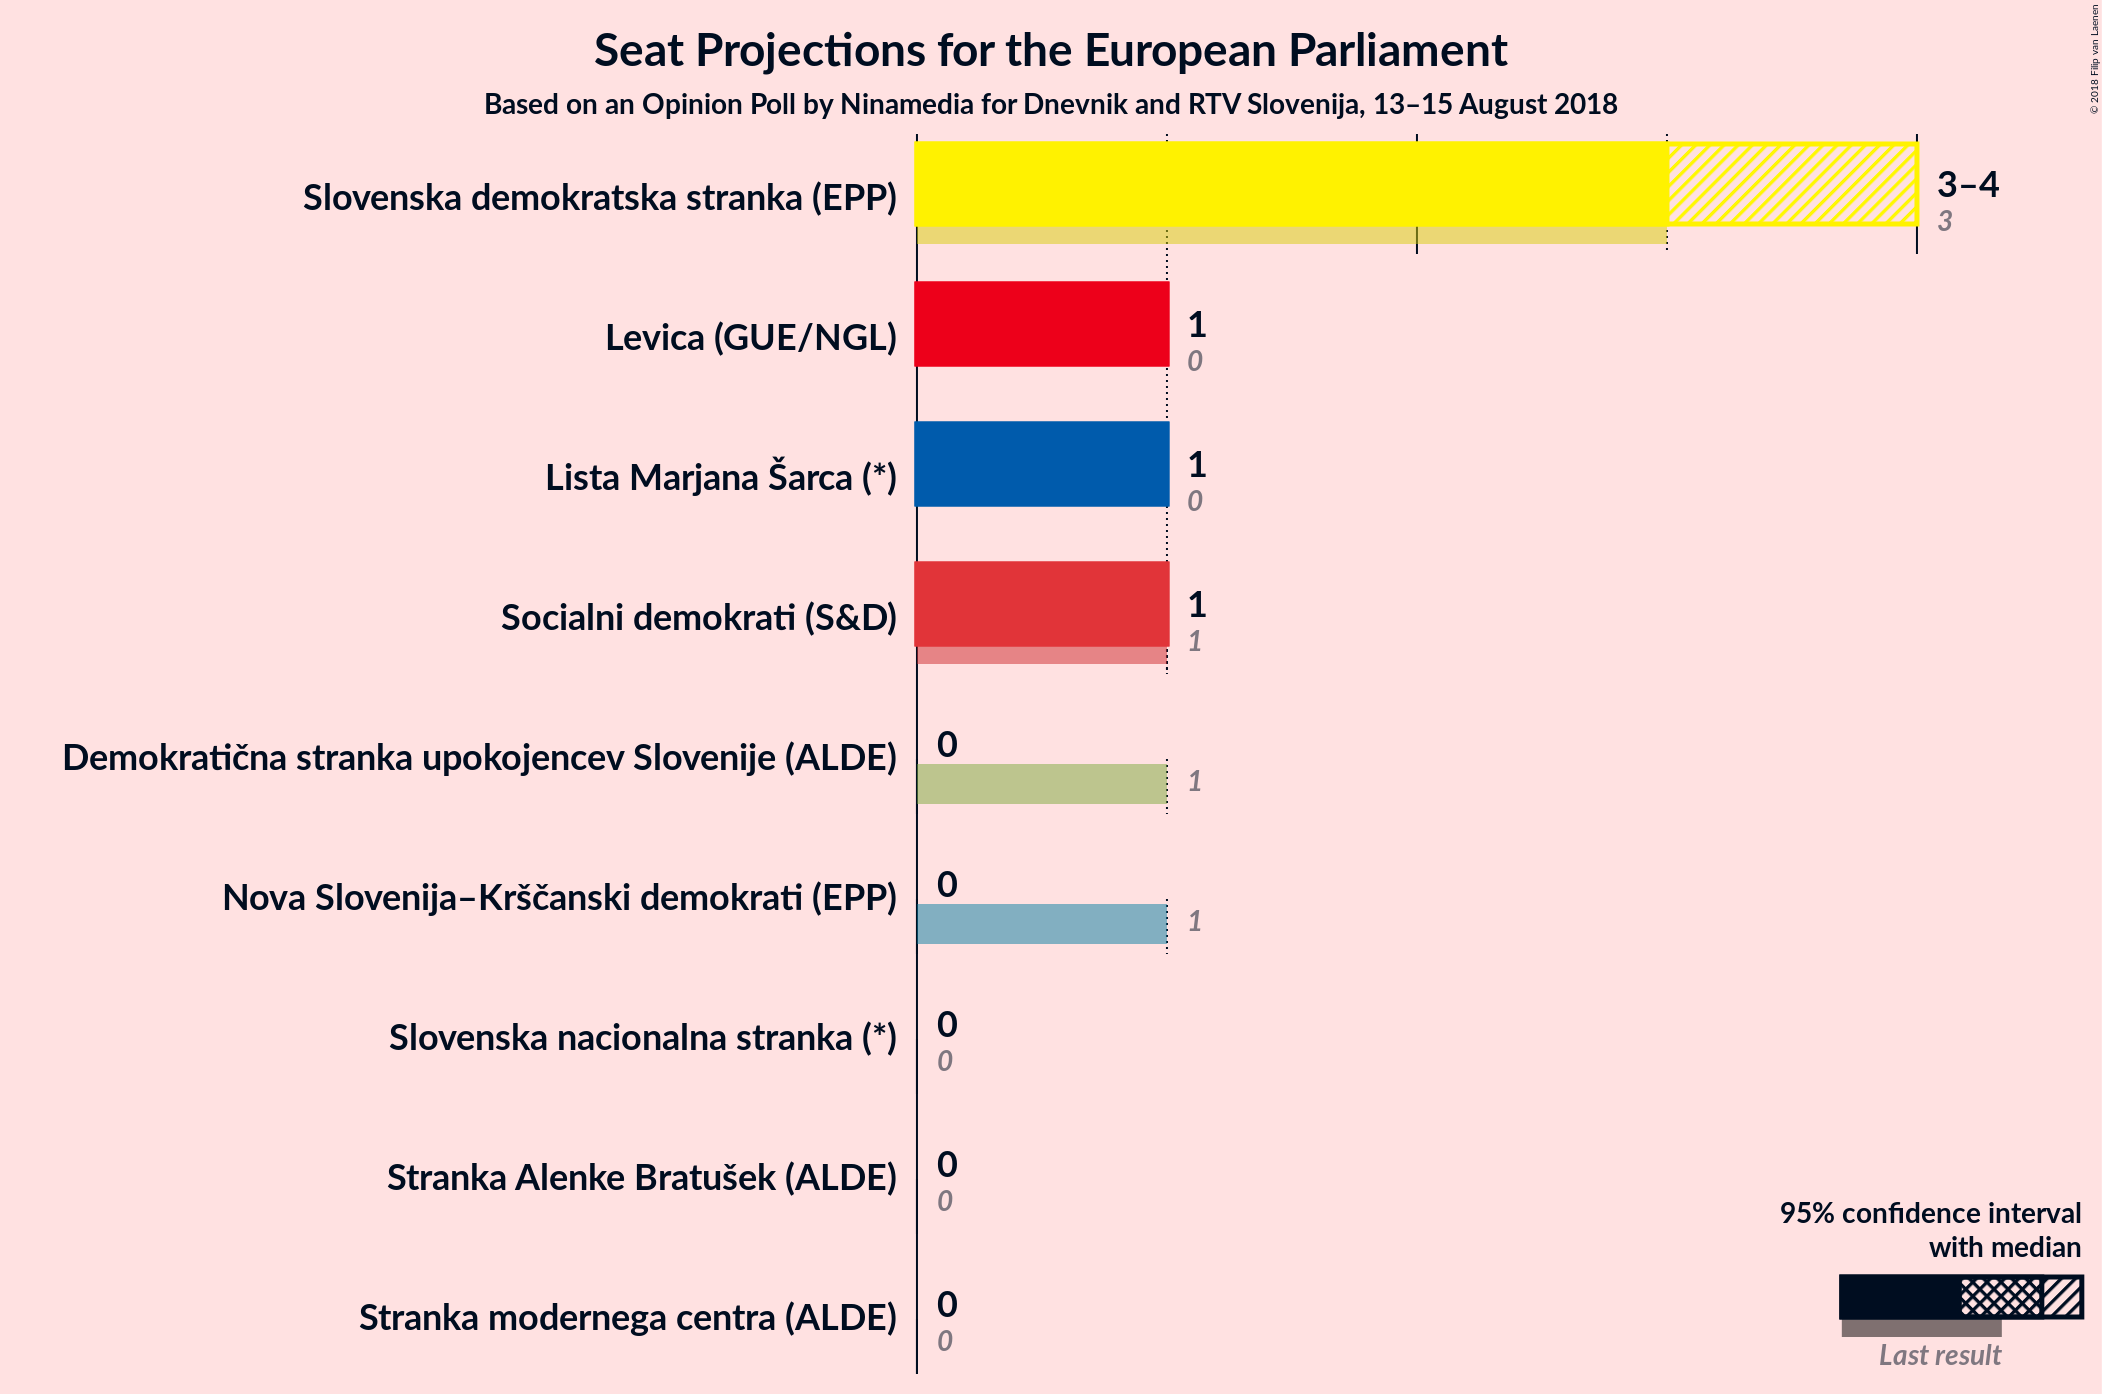 Seat Projections for the European Parliament
Based on an Opinion Poll by Ninamedia for Dnevnik and RTV Slovenija, 13–15 August 2018
© 2018 Filip van Laenen
Slovenska demokratska stranka (EPP)
3–4
3
Levica (GUE/NGL)
1
0
Lista Marjana Šarca (*)
1
0
Socialni demokrati (S&D)
1
1
Demokratična stranka upokojencev Slovenije (ALDE)
0
1
Nova Slovenija–Krščanski demokrati (EPP)
0
1
Slovenska nacionalna stranka (*)
0
0
Stranka Alenke Bratušek (ALDE)
0
0
Stranka modernega centra (ALDE)
0
0
95% confidence interval
with median
Last result